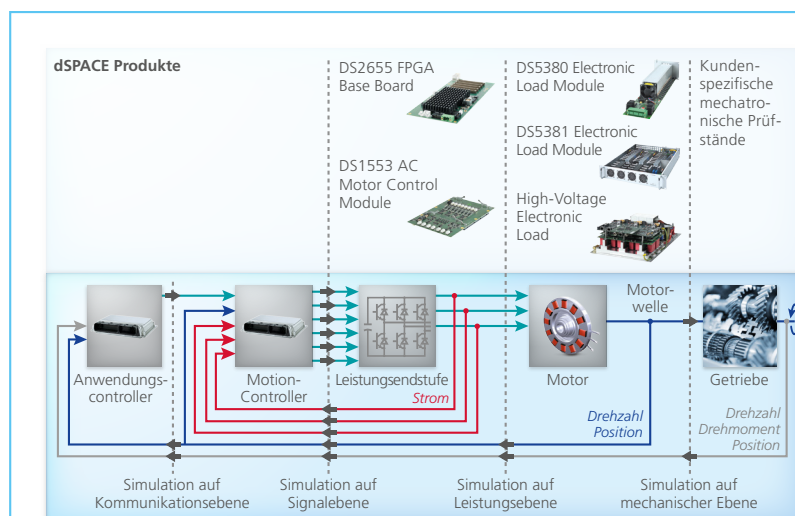 dSPACE Produkte
DS2655 FPGA
Base Board
DS1553 AC
Motor Control
Module
DS5380 Electronic
Load Module
DS5381 Electronic
Load Module
High-Voltage
Electronic
Load
Kunden-
spezifische
mechatro-
nische Prüf-
stände
Motor-
welle
Anwendungs-
controller
Motion-
Controller
Leistungsendstufe
Strom
Motor
Getriebe
Drehzahl
Position
Drehzahl
Drehmoment
Position
Simulation auf
Kommunikationsebene
Simulation auf
Signalebene
Simulation auf
Leistungsebene
Simulation auf
mechanischer Ebene